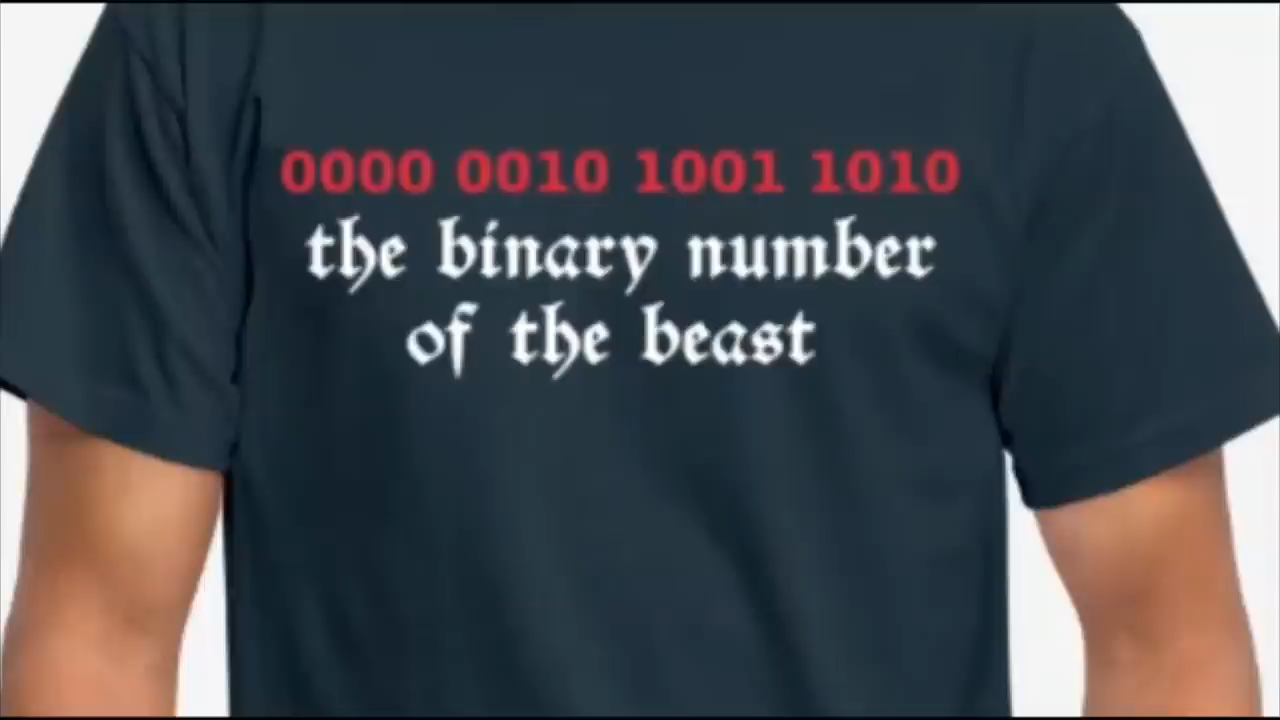 0000 0010 1001 1010
the binary number
of the beast